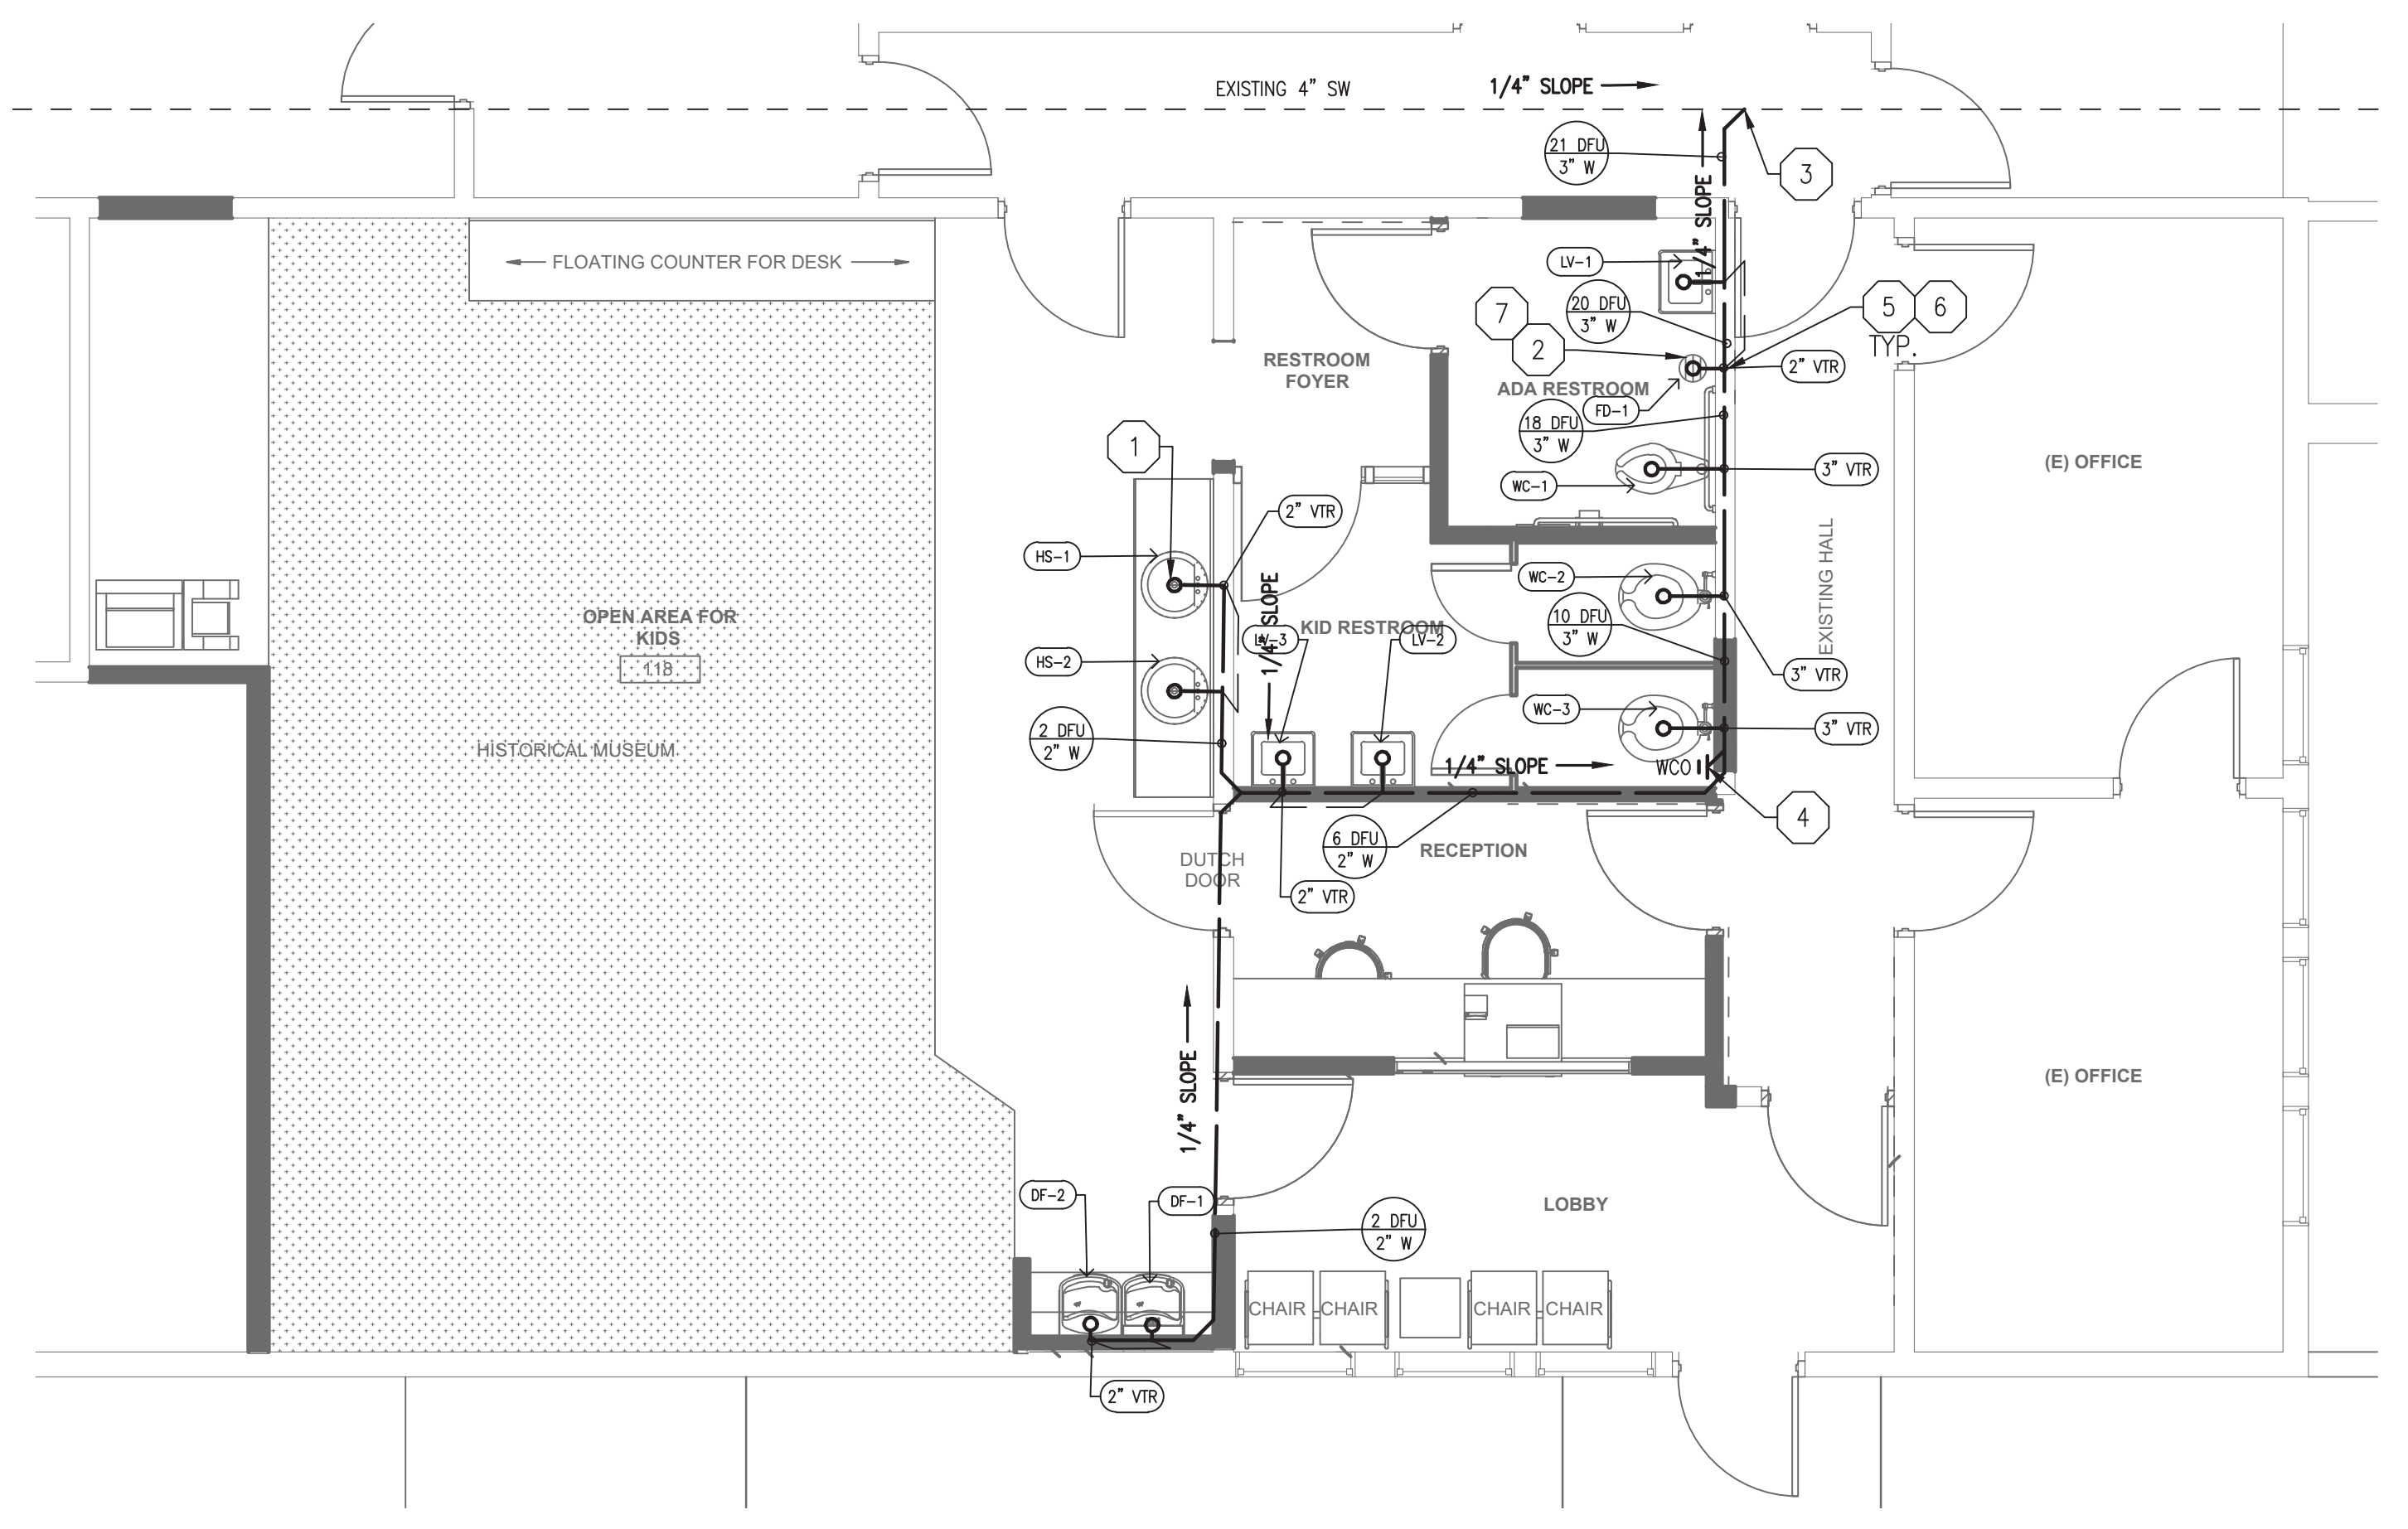 EXISTING 4" SW
1/4" SLOPE
21 DFU
3" W
3
1/4" SLOPE
FLOATING COUNTER FOR DESK
LV-1
20 DFU
3" W
7
2
5
6
TYP.
RESTROOM
FOYER
2" VTR
ADA RESTROOM
FD-1
18 DFU
3" W
1
(E) OFFICE
3" VTR
WC-1
2" VTR
HS-1
WC-2
1/4" SLOPE
EXISTING HALL
OPEN AREA FOR
KIDS
118
10 DFU
3" W
KID RESTROOM
LV-3
LV-2
HS-2
3" VTR
WC-3
3" VTR
2 DFU
2" W
HISTORICAL MUSEUM
1/4" SLOPE
WCO
4
6 DFU
2" W
RECEPTION
DUTCH
DOOR
2" VTR
1/4" SLOPE
(E) OFFICE
DF-2
DF-1
LOBBY
2 DFU
2" W
CHAIR
CHAIR
CHAIR
CHAIR
2" VTR